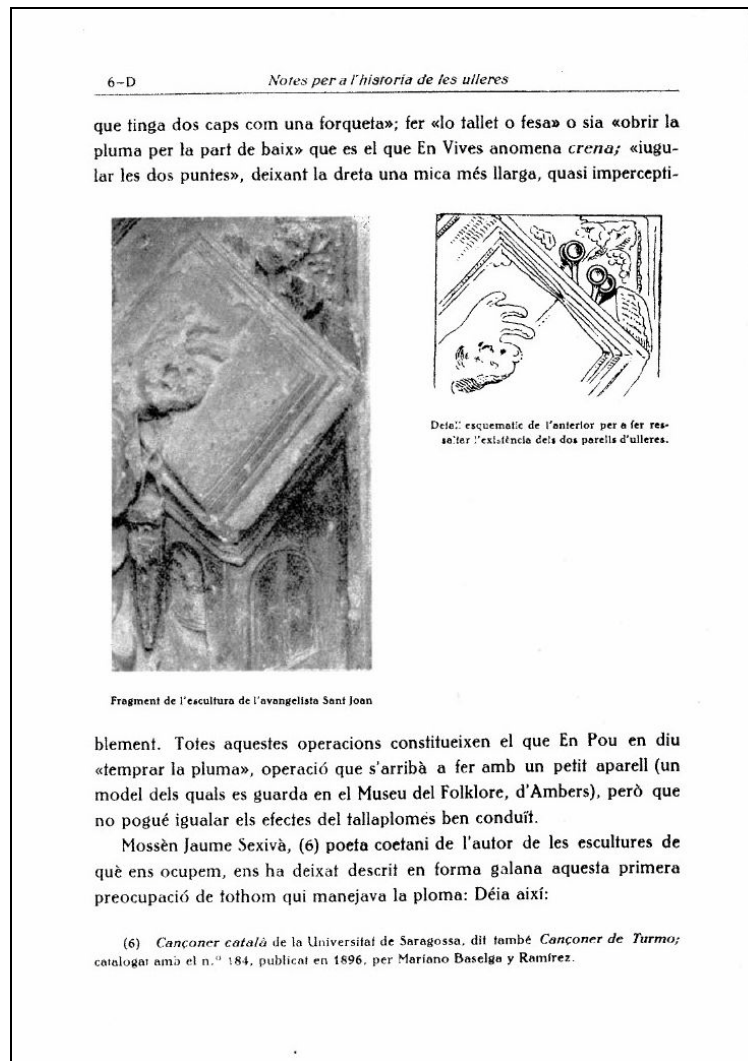 6-D Notes per a l'historia de les ulleres
que tinga dos caps com una forqueta»; fer «lo tallet o fesa» o sia «obrir la
pluma per la part de baix» que es el que En Vives anomena crena; «iugu-
lar les dos puntes», deixant la dreta una mica més llarga, quasi impercepti-
Detall esquematic de l'anterior per a fer res-
saltar l'existència dels dos parells d'ulleres.
Fragment de l'escultura de l'avangelista Sant Joan
blement. Totes aquestes operacions constitueixen el que En Pou en diu
«temprar la pluma», operació que s'arribà a fer amb un petit aparell (un
model dels quals es guarda en el Museu del Folklore, d'Ambers), però que
no pogué igualar els efectes del tallaplomes ben conduït.
Mossèn Jaume Sexivà, (6) poeta coetani de l'autor de les escultures de
què ens ocupem, ens ha deixat descrit en forma galana aquesta primera
preocupació de tothom qui manejava la ploma: Déia així:
(6) Cançoner català de la Universitat de Saragossa, dit també Cançoner de Turmo;
catalogat amb el n.º 184, publicat en 1896, per Mariano Baselga y Ramírez.